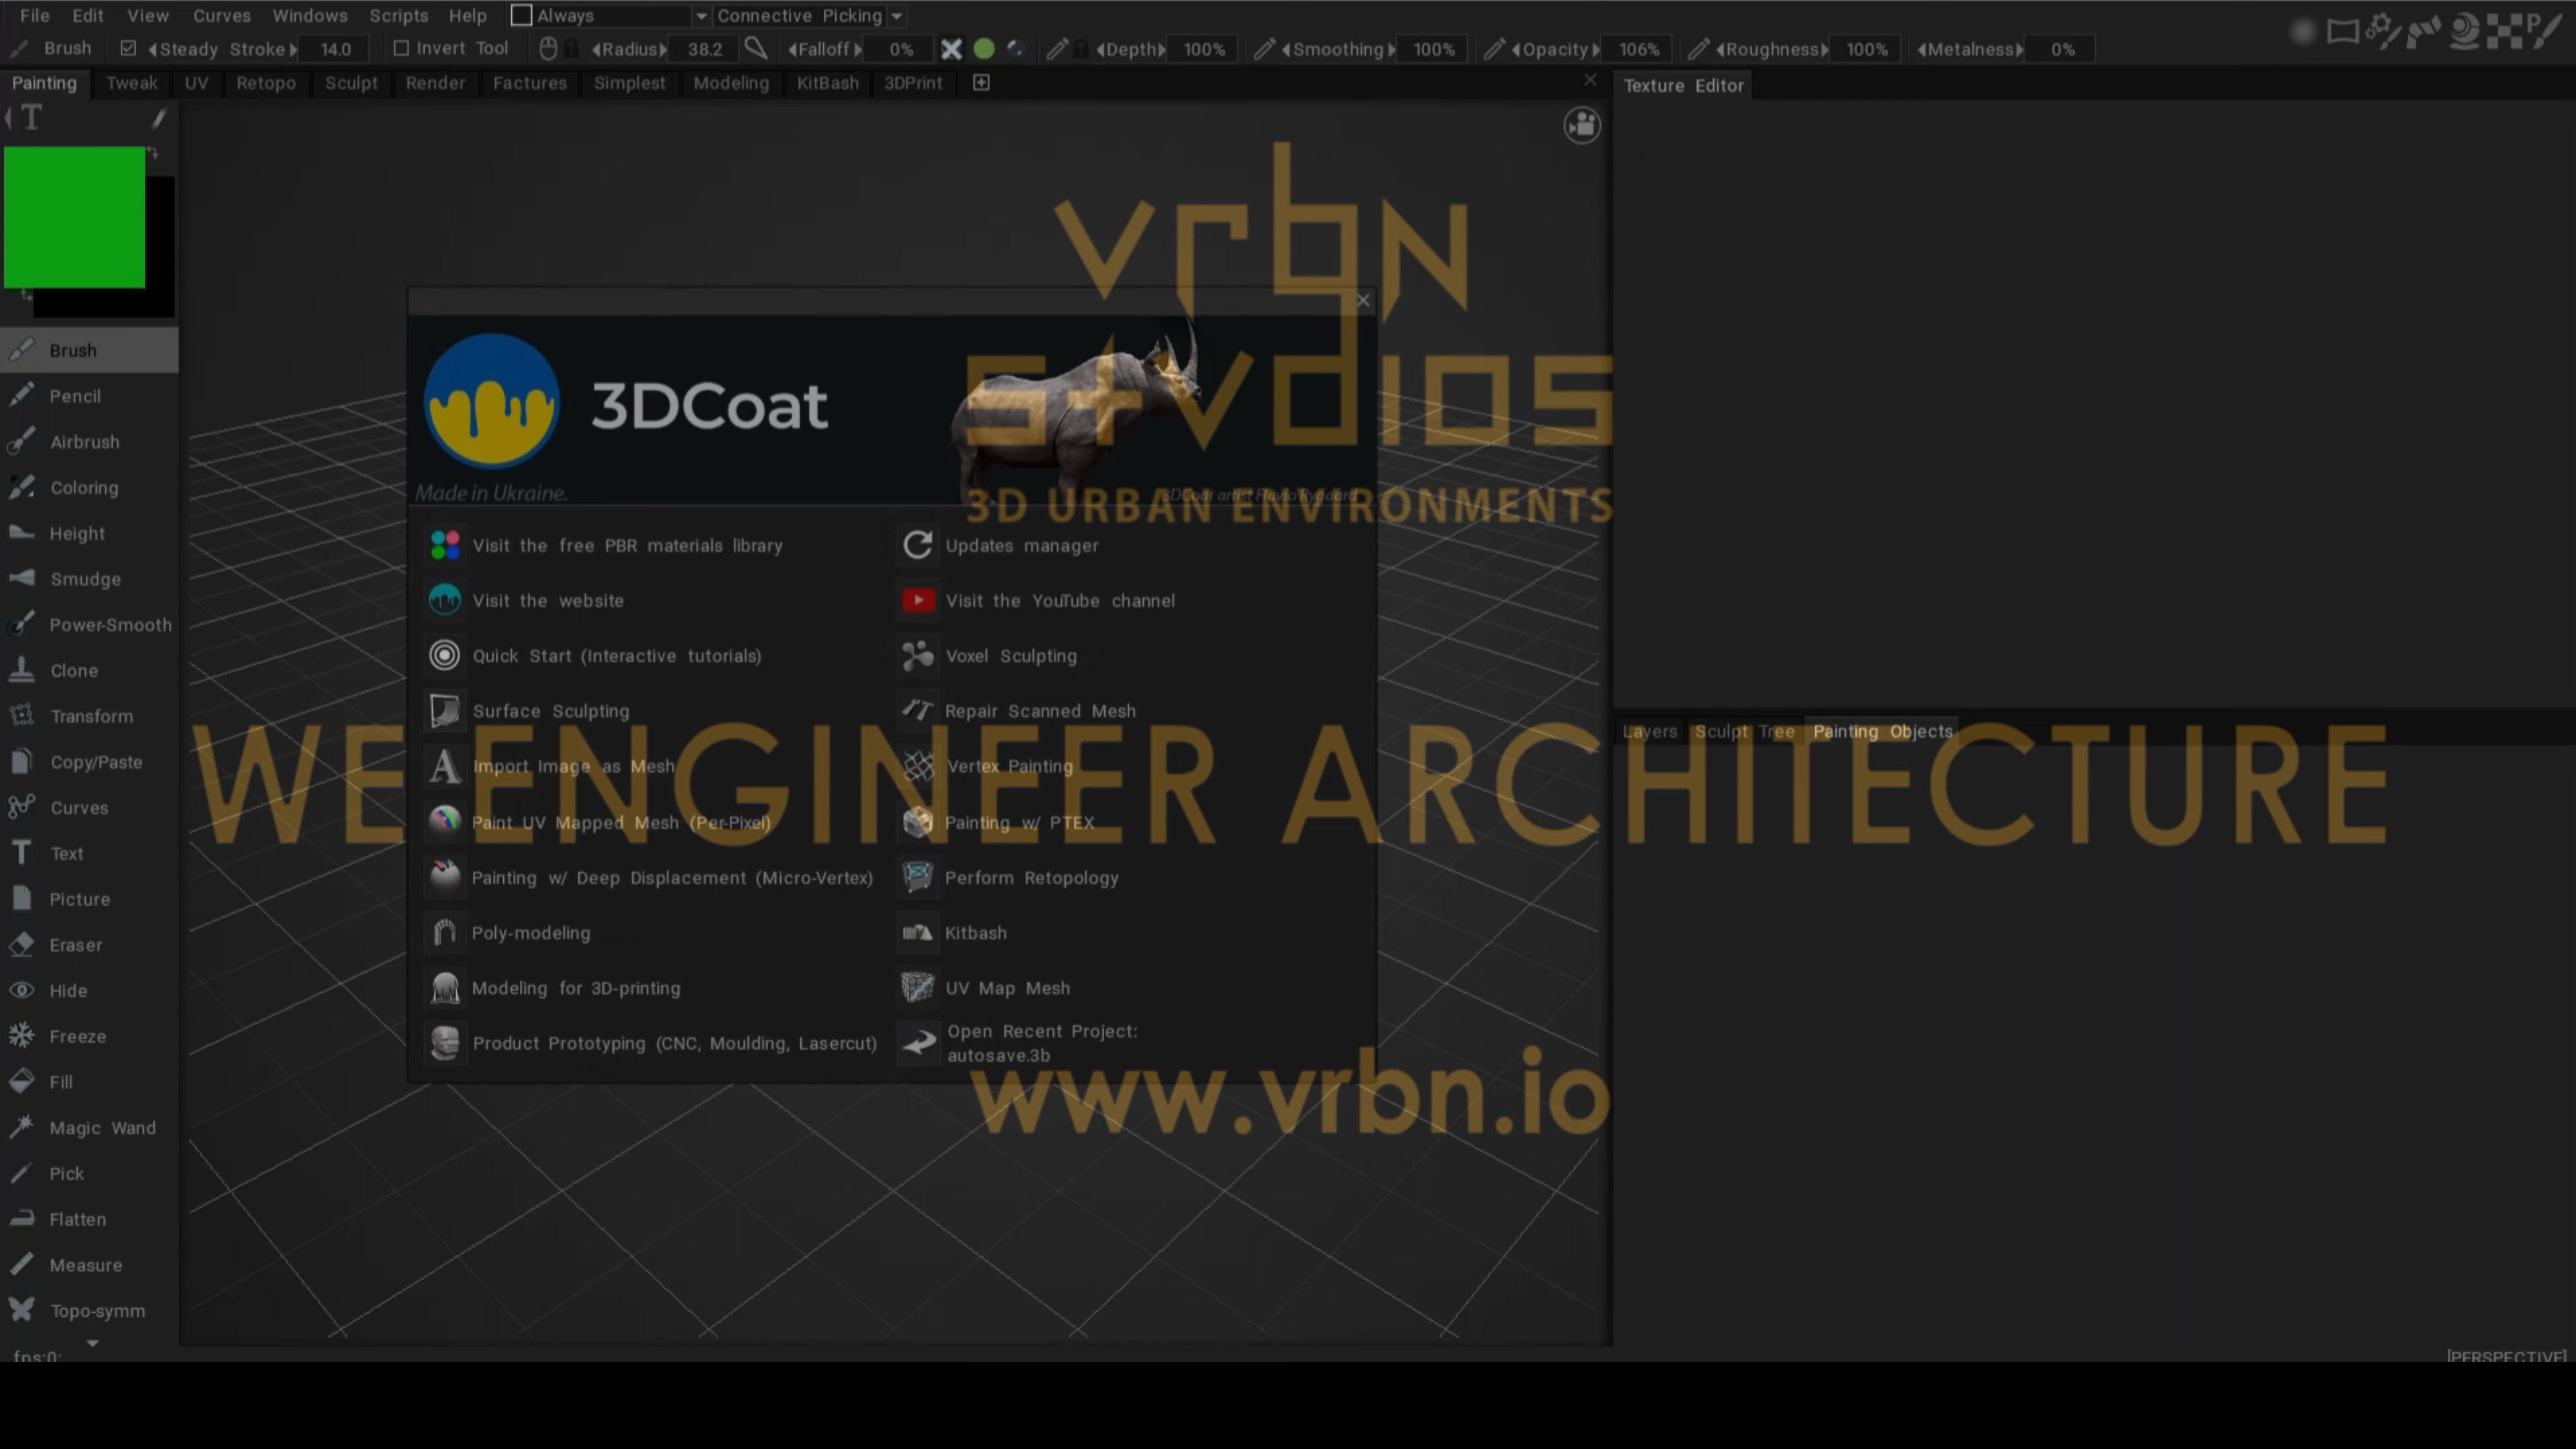 File Edit View Curves Windows Scripts Help Always Connective Picking
Brush Steady Stroke 14.0 Invert Tool Radius 38.2 Falloff 0% Depth 100% Smoothing 100% Opacity 106% Roughness 100% Metalness 0%
Painting Tweak UV Retopo Sculpt Render Factures Simplest Modeling KitBash 3DPrint
Texture Editor
T
Brush
Pencil
Airbrush
Coloring
Height
Smudge
Power-Smooth
Clone
Transform
Copy/Paste
Curves
Text
Picture
Eraser
Hide
Freeze
Fill
Magic Wand
Pick
Flatten
Measure
Topo-symm
fps:0:
vrbn
stvdios
3D URBAN ENVIRONMENTS
3DCoat
Made in Ukraine.
Visit the free PBR materials library
Updates manager
Visit the website
Visit the YouTube channel
Quick Start (Interactive tutorials)
Voxel Sculpting
Surface Sculpting
Repair Scanned Mesh
Import Image as Mesh
Vertex Painting
Paint UV Mapped Mesh (Per-Pixel)
Painting w/ PTEX
Painting w/ Deep Displacement (Micro-Vertex)
Perform Retopology
Poly-modeling
Kitbash
Modeling for 3D-printing
UV Map Mesh
Product Prototyping (CNC, Moulding, Lasercut)
Open Recent Project:
autosave.3b
WE ENGINEER ARCHITECTURE
www.vrbn.io
Layers Sculpt Tree Painting Objects
[PERSPECTIVE]